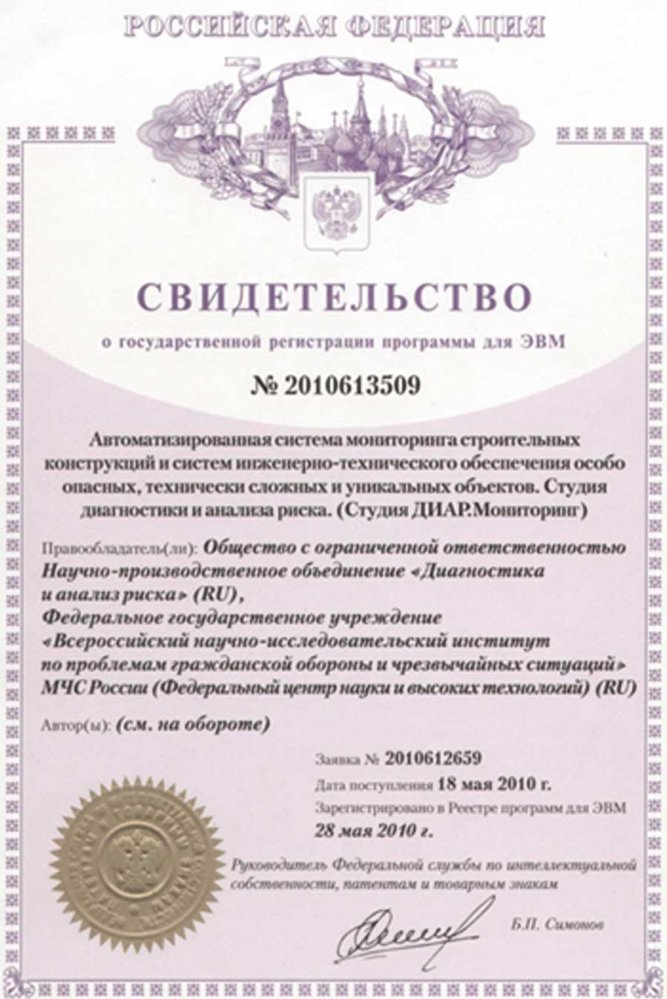 РОССИЙСКАЯ ФЕДЕРАЦИЯ
СВИДЕТЕЛЬСТВО
о государственной регистрации программы для ЭВМ
№ 2010613509
Автоматизированная система мониторинга строительных
конструкций и систем инженерно-технического обеспечения особо
опасных, технически сложных и уникальных объектов. Студия
диагностики и анализа риска. (Студия ДИАР.Мониторинг)
Правообладатель(ли): Общество с ограниченной ответственностью
Научно-производственное объединение «Диагностика
и анализ риска» (RU),
Федеральное государственное учреждение
«Всероссийский научно-исследовательский институт
по проблемам гражданской обороны и чрезвычайных ситуаций»
МЧС России (Федеральный центр науки и высоких технологий) (RU)
Автор(ы): (см. на обороте)
Заявка № 2010612659
Дата поступления 18 мая 2010 г.
Зарегистрировано в Реестре программ для ЭВМ
28 мая 2010 г.
Руководитель Федеральной службы по интеллектуальной
собственности, патентам и товарным знакам
Б.П. Симонов